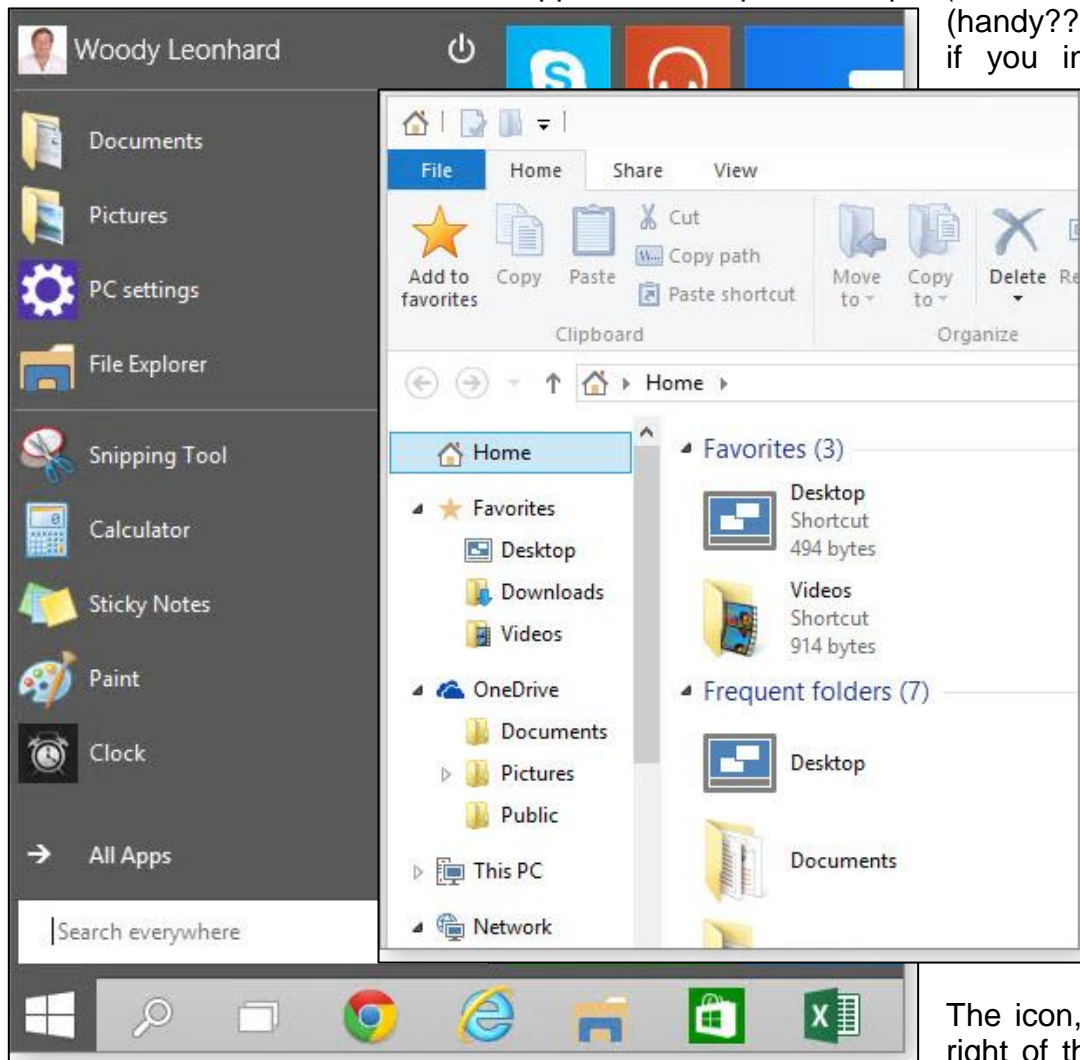 (handy??
if you in
Woody Leonhard
Documents
Pictures
PC settings
File Explorer
Snipping Tool
Calculator
Sticky Notes
Paint
Clock
All Apps
Search everywhere
File Home Share View
Add to favorites
Copy
Paste
Cut
Copy path
Paste shortcut
Move to
Copy to
Delete
Re
Clipboard
Organize
Home
Home
Favorites
Desktop
Downloads
Videos
OneDrive
Documents
Pictures
Public
This PC
Network
Favorites (3)
Desktop
Shortcut
494 bytes
Videos
Shortcut
914 bytes
Frequent folders (7)
Desktop
Documents
The icon,
right of th